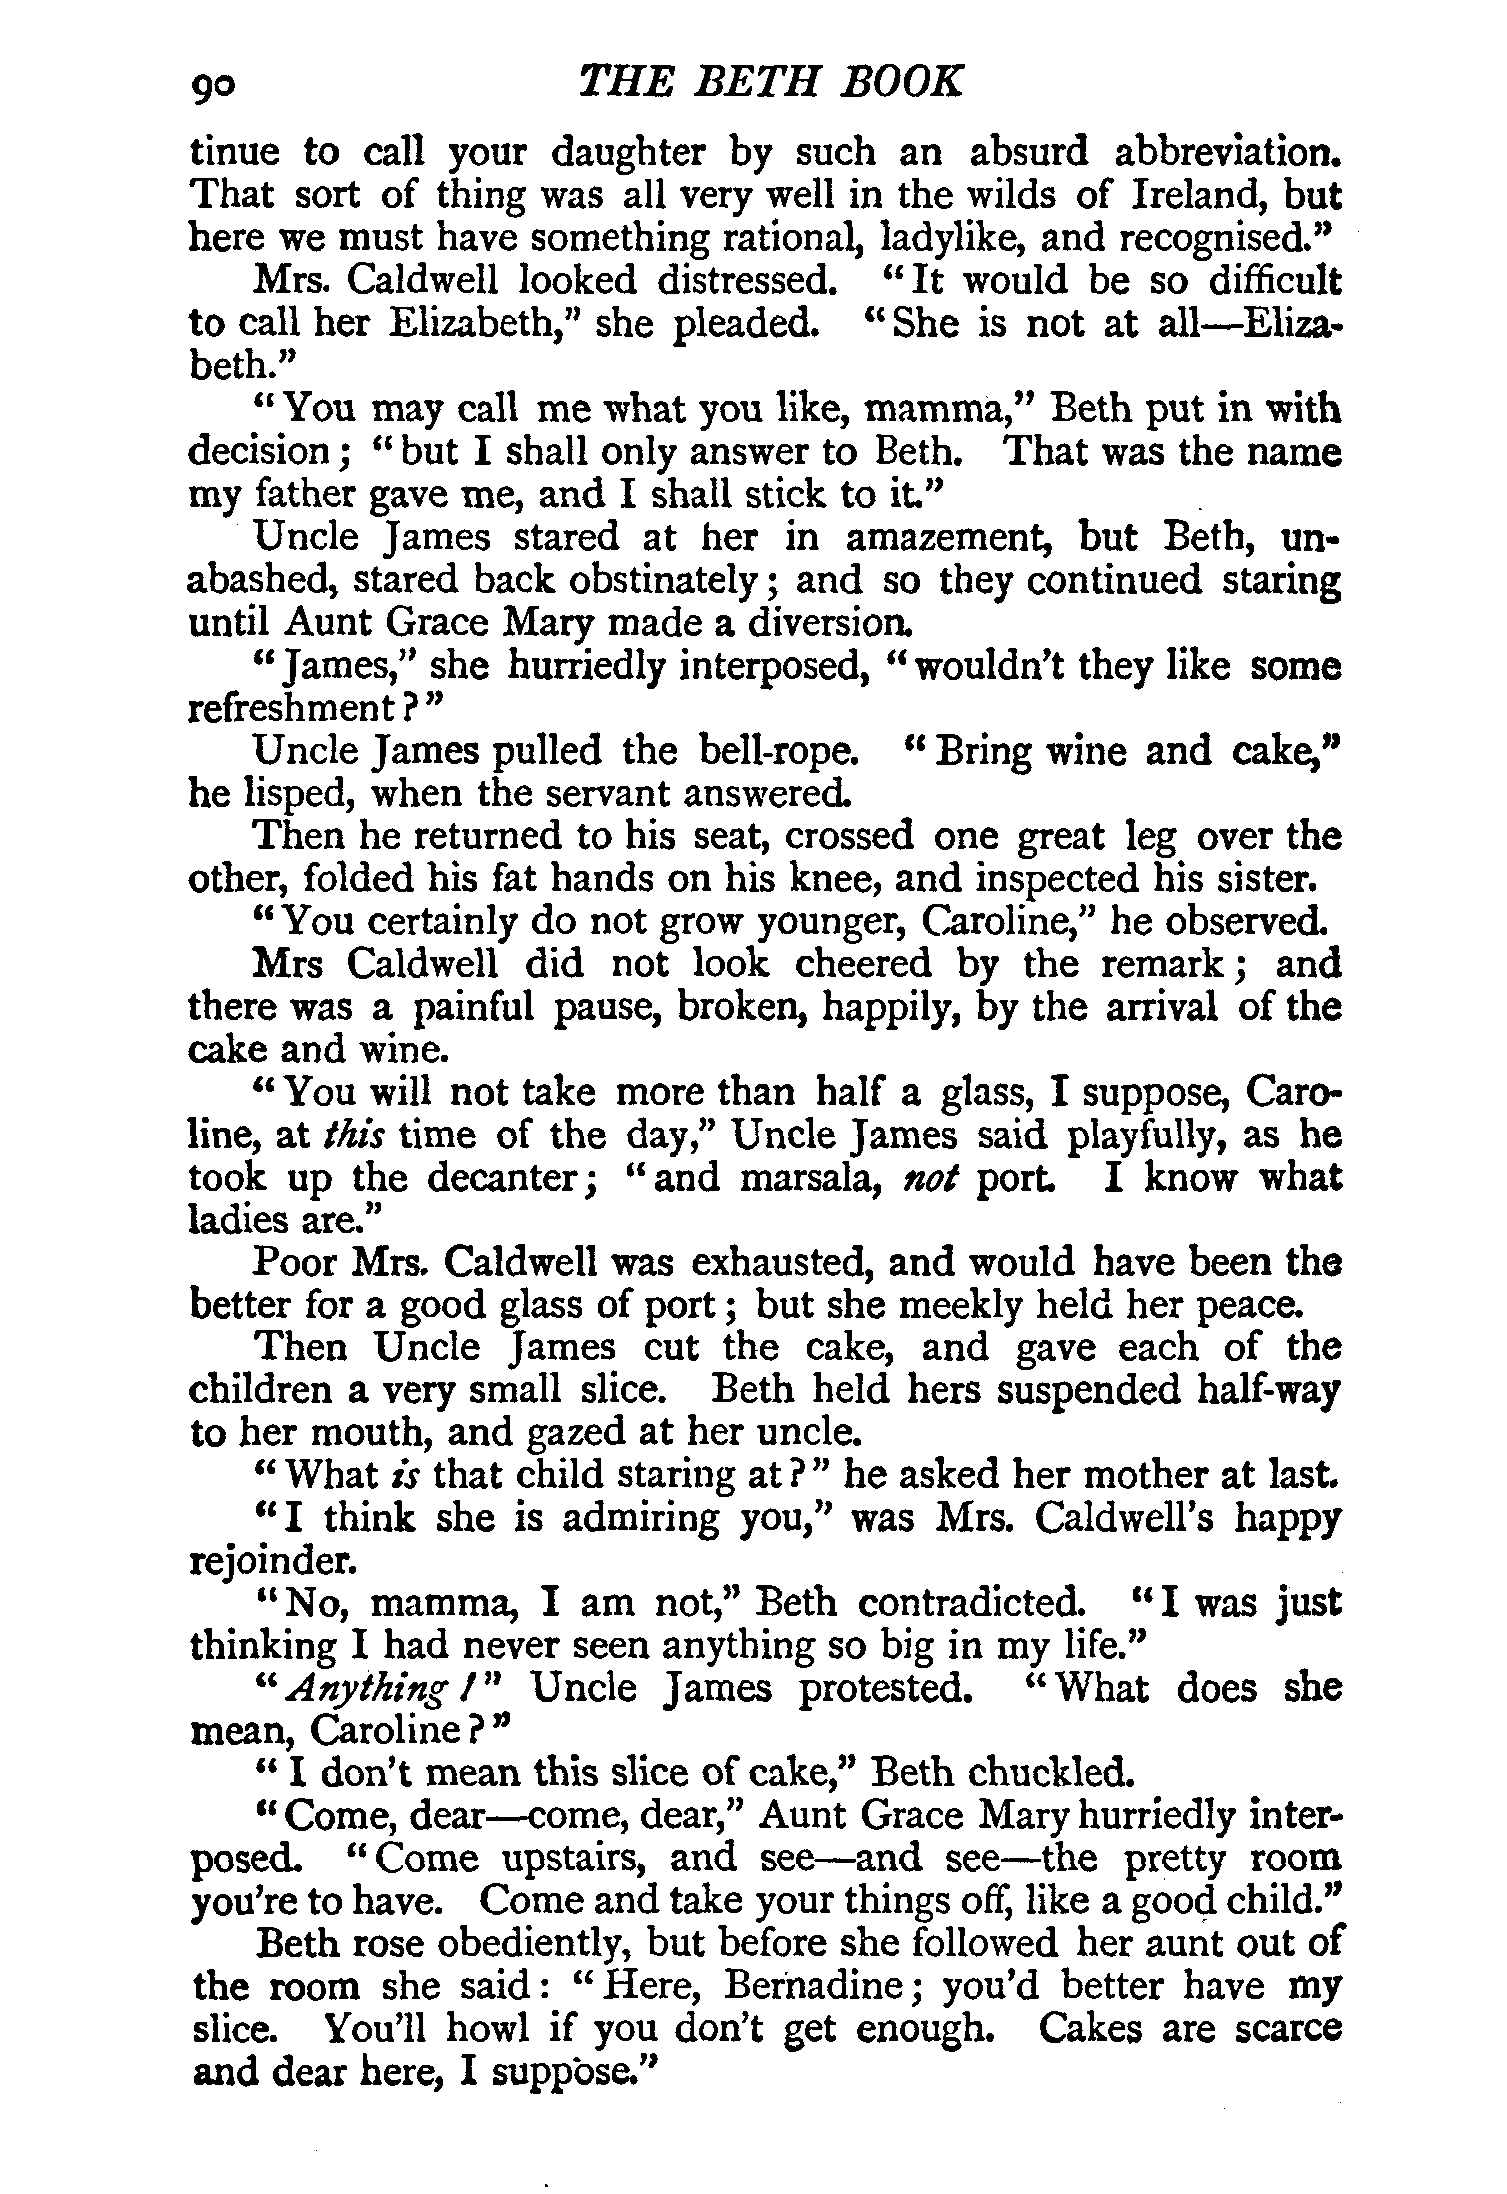 90 THE BETH BOOK
tinue to call your daughter by such an absurd abbreviation.
That sort of thing was all very well in the wilds of Ireland, but
here we must have something rational, ladylike, and recognised.”
Mrs. Caldwell looked distressed. “It would be so difficult
to call her Elizabeth,” she pleaded. “She is not at all—Eliza-
beth.”
“You may call me what you like, mamma,” Beth put in with
decision; “but I shall only answer to Beth. That was the name
my father gave me, and I shall stick to it.”
Uncle James stared at her in amazement, but Beth, un-
abashed, stared back obstinately; and so they continued staring
until Aunt Grace Mary made a diversion.
“James,” she hurriedly interposed, “wouldn't they like some
refreshment?”
Uncle James pulled the bell-rope. “Bring wine and cake,”
he lisped, when the servant answered.
Then he returned to his seat, crossed one great leg over the
other, folded his fat hands on his knee, and inspected his sister.
“You certainly do not grow younger, Caroline,” he observed.
Mrs Caldwell did not look cheered by the remark; and
there was a painful pause, broken, happily, by the arrival of the
cake and wine.
“You will not take more than half a glass, I suppose, Caro-
line, at this time of the day,” Uncle James said playfully, as he
took up the decanter; “and marsala, not port. I know what
ladies are.”
Poor Mrs. Caldwell was exhausted, and would have been the
better for a good glass of port; but she meekly held her peace.
Then Uncle James cut the cake, and gave each of the
children a very small slice. Beth held hers suspended half-way
to her mouth, and gazed at her uncle.
“What is that child staring at?” he asked her mother at last.
“I think she is admiring you,” was Mrs. Caldwell's happy
rejoinder.
“No, mamma, I am not,” Beth contradicted. “I was just
thinking I had never seen anything so big in my life.”
“Anything!” Uncle James protested. “What does she
mean, Caroline?”
“I don't mean this slice of cake,” Beth chuckled.
“Come, dear—come, dear,” Aunt Grace Mary hurriedly inter-
posed. “Come upstairs, and see—and see—the pretty room
you're to have. Come and take your things off, like a good child.”
Beth rose obediently, but before she followed her aunt out of
the room she said: “Here, Bernadine; you'd better have my
slice. You'll howl if you don't get enough. Cakes are scarce
and dear here, I suppose.”